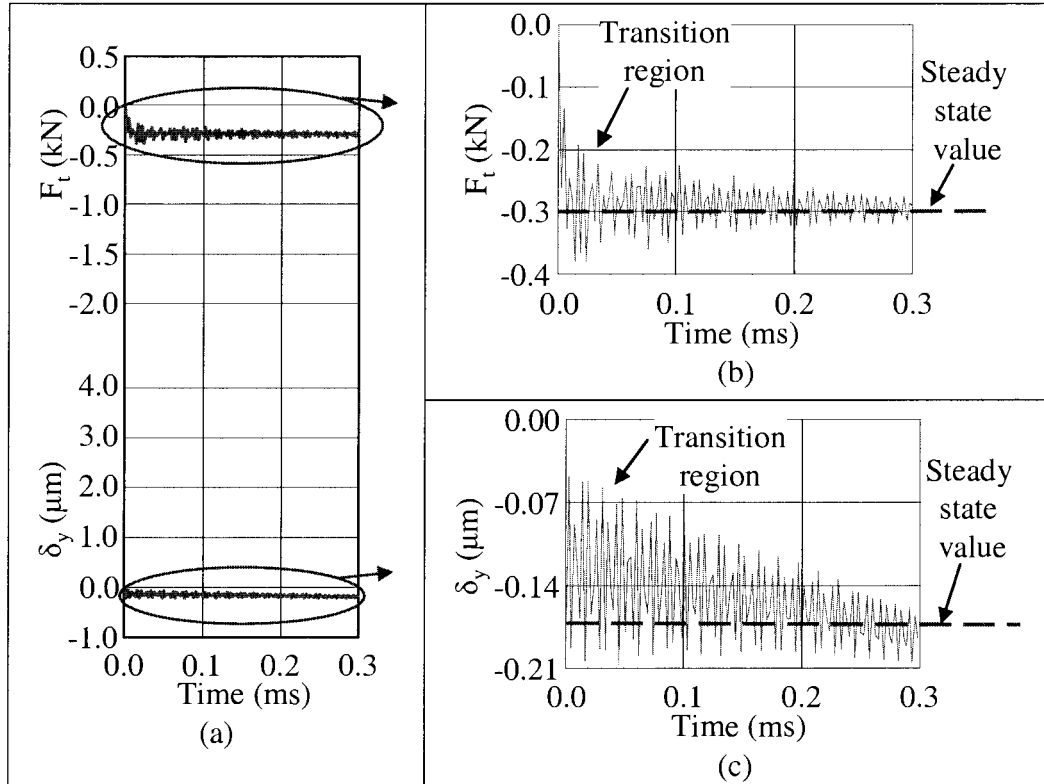 0.5
0.0
-0.5
-1.0
-1.5
-2.0
F_t (kN)
4.0
3.0
2.0
1.0
0.0
-1.0
δ_y (μm)
0.0 0.1 0.2 0.3
Time (ms)
(a)
0.0
-0.1
-0.2
-0.3
-0.4
F_t (kN)
Transition
region
Steady
state
value
0.0 0.1 0.2 0.3
Time (ms)
(b)
0.00
-0.07
-0.14
-0.21
δ_y (μm)
Transition
region
Steady
state
value
0.0 0.1 0.2 0.3
Time (ms)
(c)